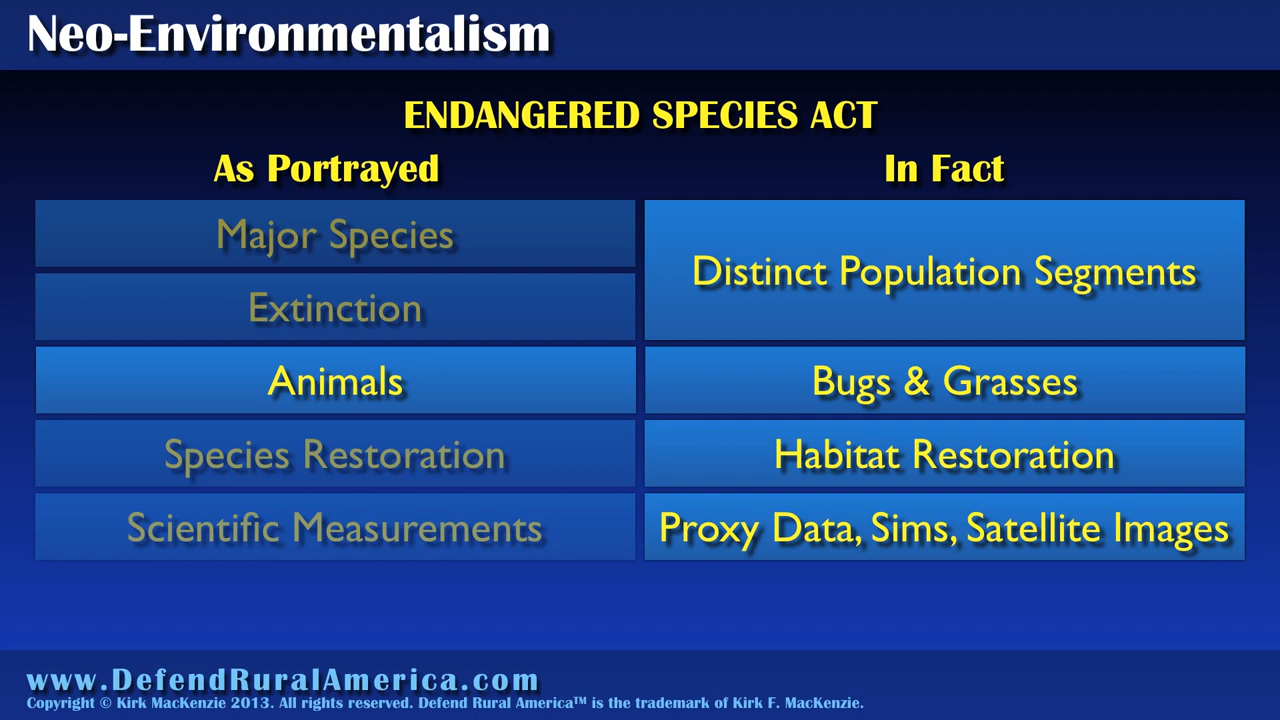 Neo-Environmentalism
ENDANGERED SPECIES ACT
As Portrayed
In Fact
Major Species
Distinct Population Segments
Extinction
Animals
Bugs & Grasses
Species Restoration
Habitat Restoration
Scientific Measurements
Proxy Data, Sims, Satellite Images
www.DefendRuralAmerica.com
Copyright © Kirk MacKenzie 2013. All rights reserved. Defend Rural America™ is the trademark of Kirk F. MacKenzie.